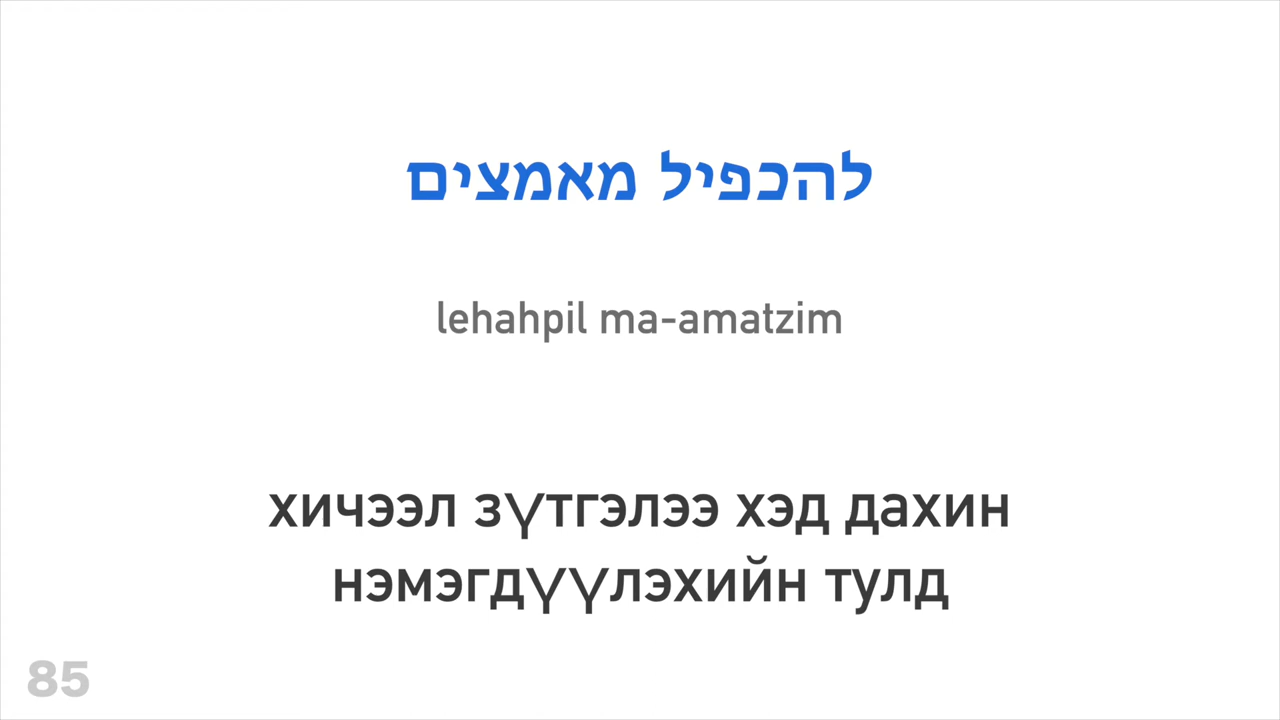 להכפיל מאמצים
lehahpil ma-amatzim
хичээл зүтгэлээ хэд дахин
нэмэгдүүлэхийн тулд
85